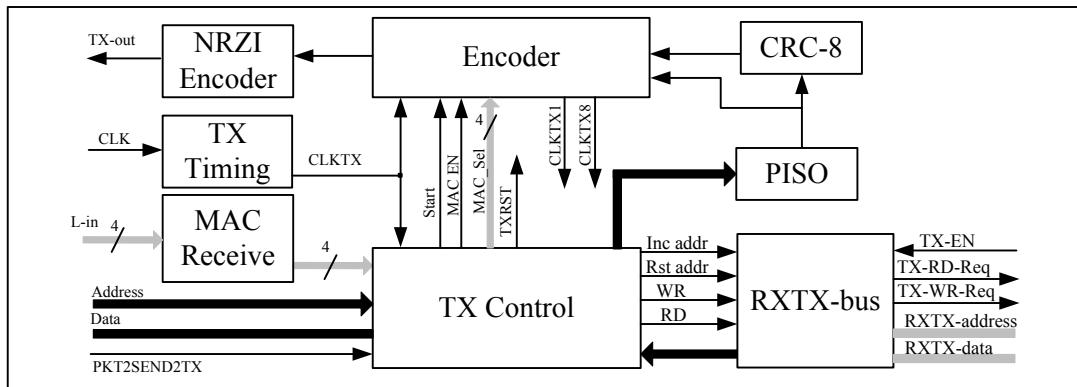 TX-out
NRZI
Encoder
Encoder
CRC-8
CLK
TX
Timing
CLKTX
Start
MAC EN
MAC_Sel
4
TXRST
CLKTX1
CLKTX8
PISO
L-in
4
MAC
Receive
4
Address
Data
PKT2SEND2TX
TX Control
Inc addr
Rst addr
WR
RD
RXTX-bus
TX-EN
TX-RD-Req
TX-WR-Req
RXTX-address
RXTX-data